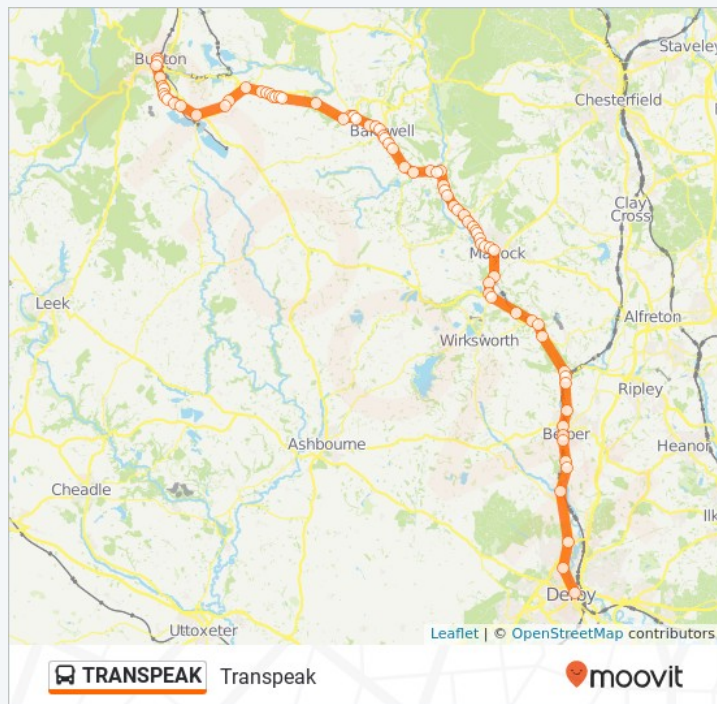 Staveley
Buxton
Chesterfield
Bakewell
Clay
Cross
Matlock
Leek
Alfreton
Wirksworth
Ripley
Belper
Ashbourne
Heanor
Cheadle
Derby
Uttoxeter
Leaflet | © OpenStreetMap contributors
TRANSPEAK Transpeak
moovit